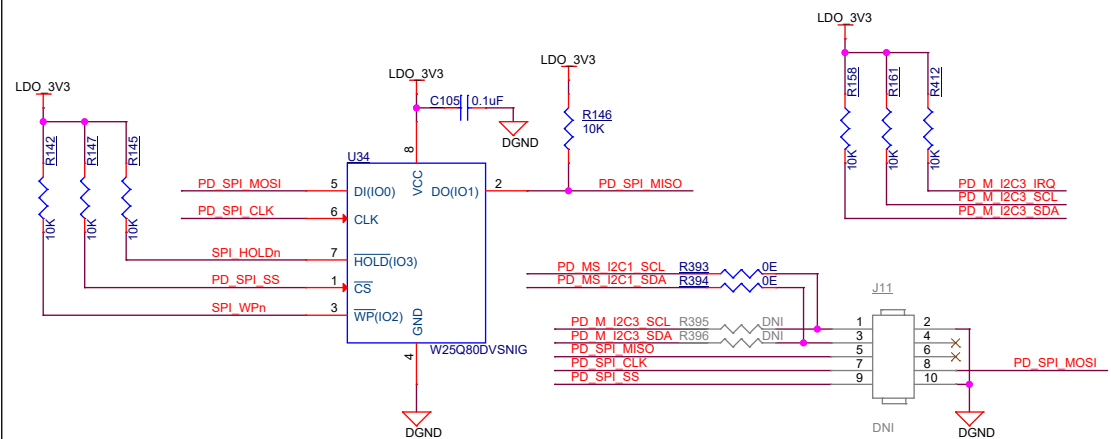 LDO_3V3
LDO_3V3
LDO_3V3
LDO_3V3
C105 0.1uF
DGND
R146
10K
R142
R147
R145
10K
10K
10K
R158
R161
R412
10K
10K
10K
PD_M_I2C3_IRQ
PD_M_I2C3_SCL
PD_M_I2C3_SDA
U34
8
VCC
PD_SPI_MOSI 5 DI(IO0)
DO(IO1) 2 PD_SPI_MISO
PD_SPI_CLK 6 CLK
SPI_HOLDn 7 HOLD(IO3)
PD_SPI_SS 1 CS
SPI_WPn 3 WP(IO2)
GND
4
W25Q80DVSNIG
DGND
PD_MS_I2C1_SCL R393 0E
PD_MS_I2C1_SDA R394 0E
J11
PD_M_I2C3_SCL R395 DNI 1 2
PD_M_I2C3_SDA R396 DNI 3 4
PD_SPI_MISO 5 6
PD_SPI_CLK 7 8 PD_SPI_MOSI
PD_SPI_SS 9 10
DNI
DGND